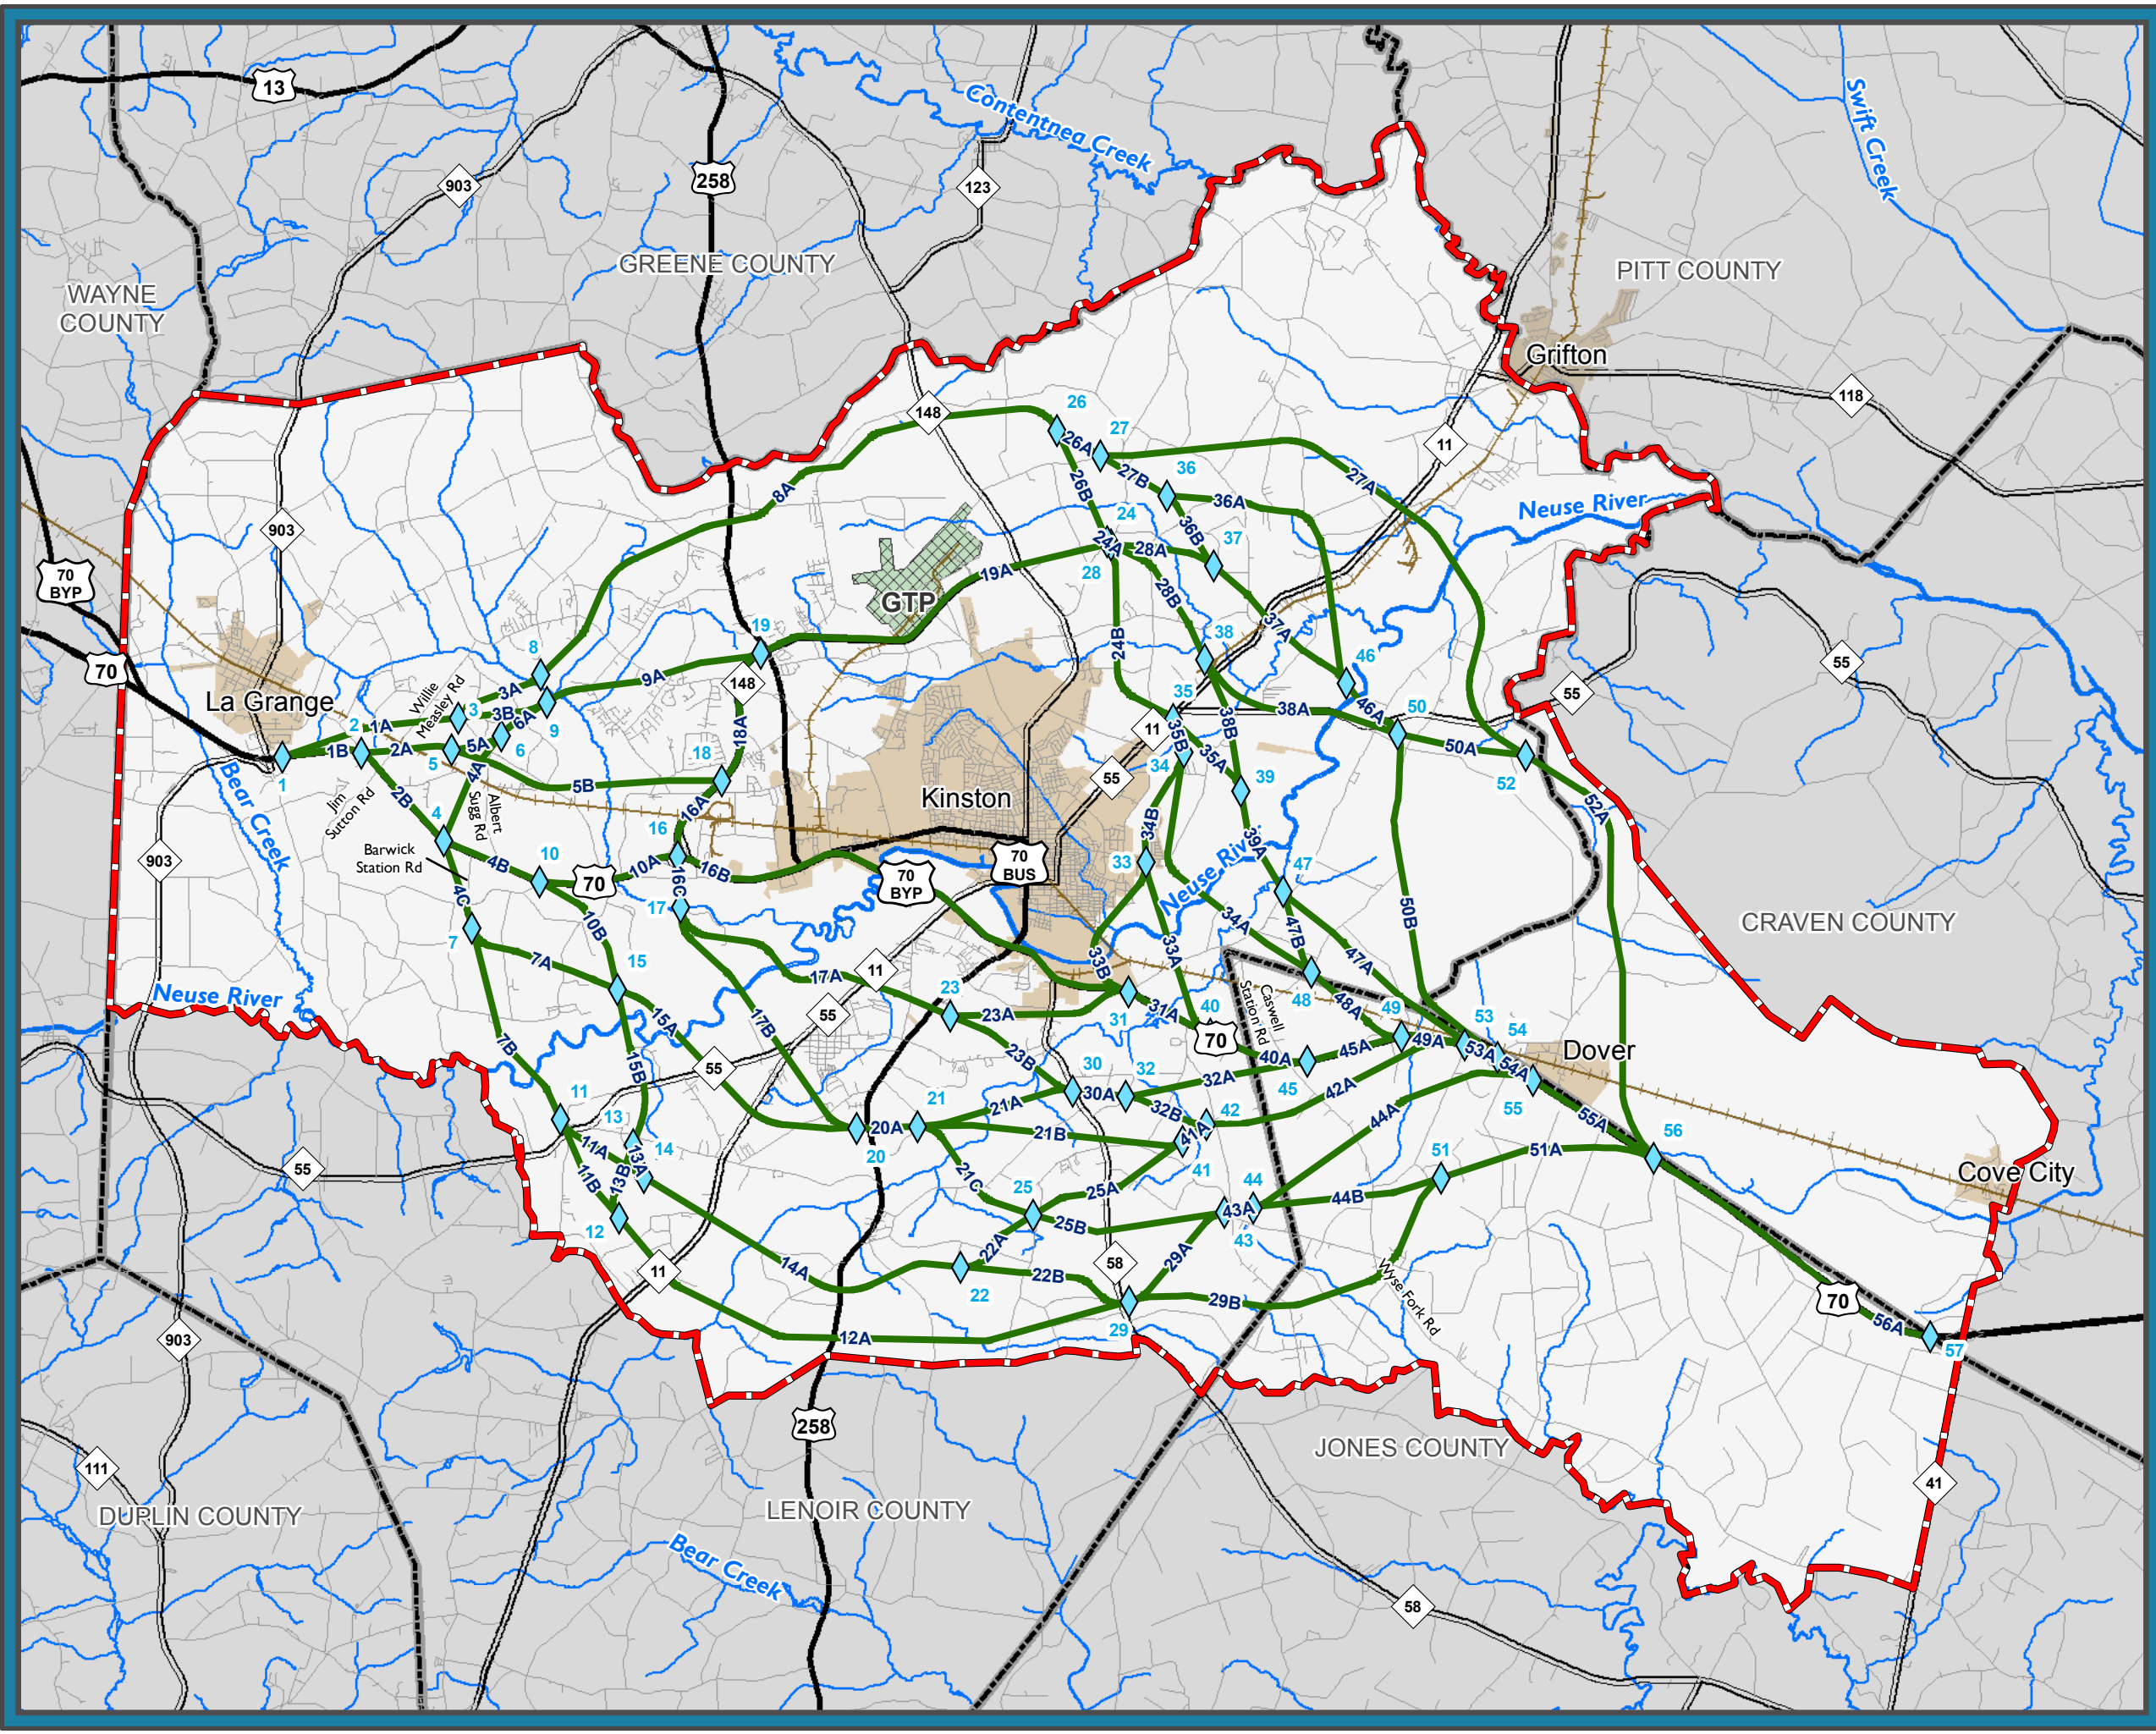 13
903
258
123
Contentnea Creek
Swift Creek
GREENE COUNTY
PITT COUNTY
WAYNE
COUNTY
Grifton
118
148
11
26
27
26A
27B
36
27A
8A
26B
36A
903
24
36B
37
Neuse River
24A
28A
28
19A
28B
70
BYP
GTP
37A
19
38
24B
55
55
8
46
70
9A
148
3A
Willie
Measley Rd
La Grange
3
3B
6A
9
35
38A
46A
50
2
1A
1B
2A
5A
6
5
18A
11
35B
38B
35A
50A
1
4A
18
34
52
5B
55
39
Bear Creek
Jim
Sutton Rd
2B
Albert
Sugg Rd
Kinston
52A
4
16A
16
34B
39A
Barwick
Station Rd
903
4B
10
70
10A
16B
70
BYP
70
BUS
33
Neuse River
47
4C
16C
17
50B
CRAVEN COUNTY
7
10B
34A
47B
7A
15
17A
11
33B
33A
47A
Neuse River
23
23A
31
31A
40
Caswell
Station Rd
48
48A
49
53
54
15A
17B
55
70
49A
53A
54A
Dover
7B
23B
40A
45A
15B
55
30
32
30A
32A
45
42A
11
13
21
21A
32B
42
44A
55
55A
20A
21B
41A
56
11A
13A
14
20
41
51
51A
55
11B
13B
21C
25
25A
44
44B
Cove City
12
25B
43A
43
22A
11
14A
22
22B
58
29A
Wyse Fork Rd
70
29B
56A
903
12A
29
57
258
JONES COUNTY
111
41
DUPLIN COUNTY
LENOIR COUNTY
Bear Creek
58